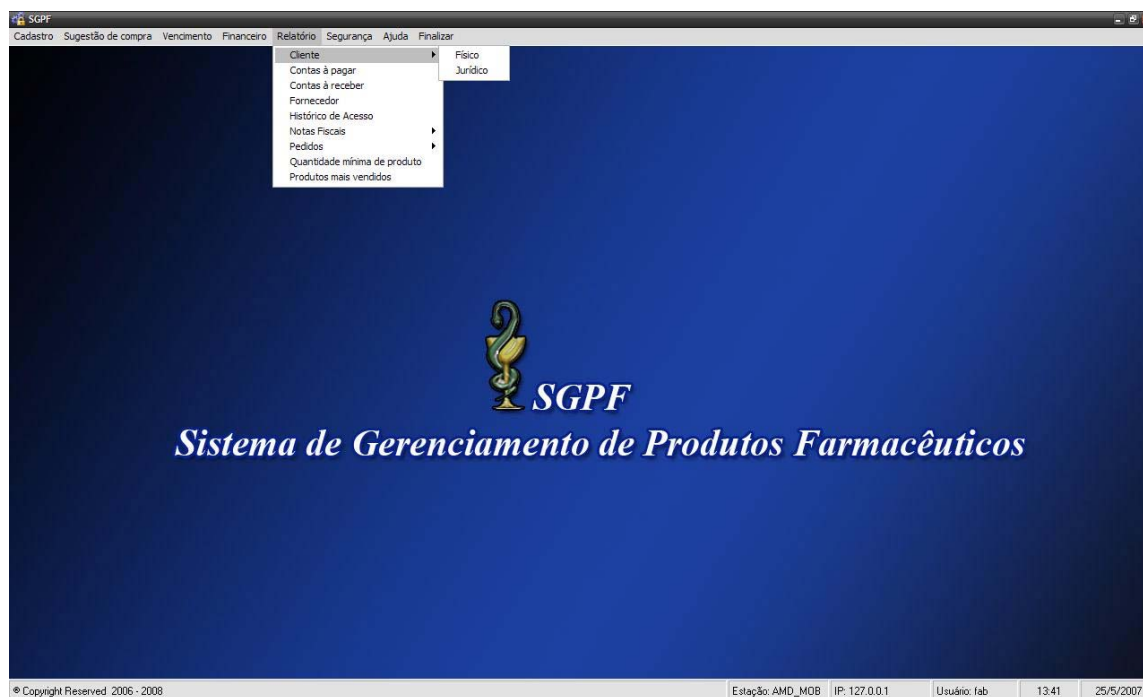 SGPF
Cadastro Sugestão de compra Vencimento Financeiro Relatório Segurança Ajuda Finalizar
Cliente
Físico
Jurídico
Contas à pagar
Contas à receber
Fornecedor
Histórico de Acesso
Notas Fiscais
Pedidos
Quantidade mínima de produto
Produtos mais vendidos
SGPF
Sistema de Gerenciamento de Produtos Farmacêuticos
© Copyright Reserved 2006 - 2008 Estação: AMD_MOB IP: 127.0.0.1 Usuário: fab 13:41 25/5/2007